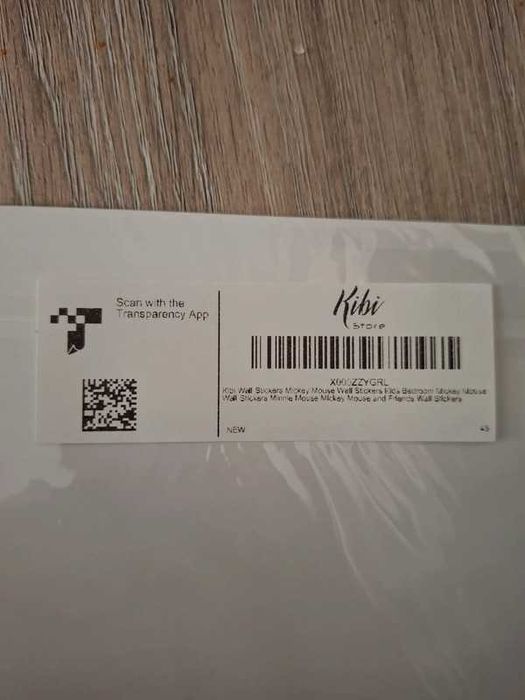 Scan with the
Transparency App
Kibi
Store
X000ZZYGRL
Kibi Wall Stickers Mickey Mouse Wall Stickers Kids Bedroom Mickey Mouse
Wall Stickers Minnie Mouse Mickey Mouse and Friends Wall Stickers
NEW